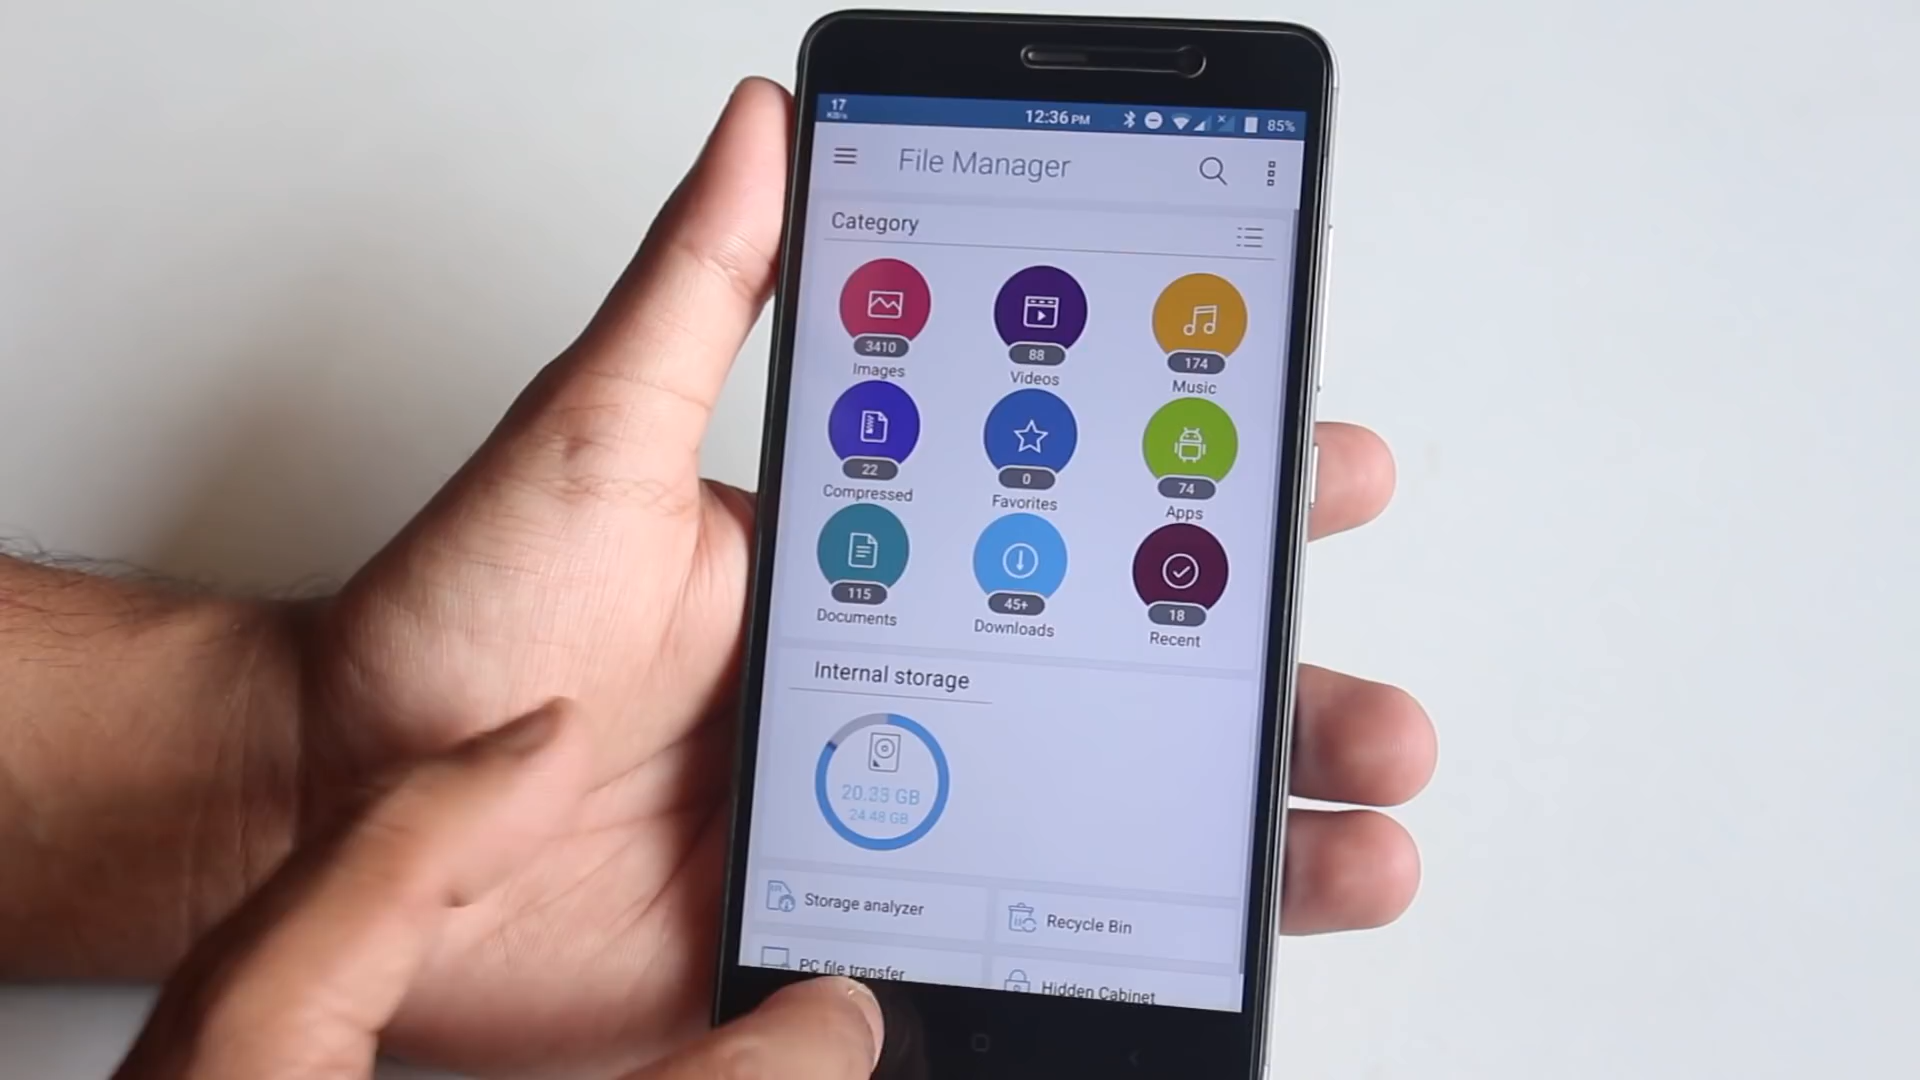 17
KB/s
12:36 PM
85%
File Manager
Category
3410
Images
88
Videos
174
Music
22
Compressed
0
Favorites
74
Apps
115
Documents
45+
Downloads
18
Recent
Internal storage
GB
24.48 GB
Storage analyzer
Recycle Bin
PC file transfer
Hidden Cabinet